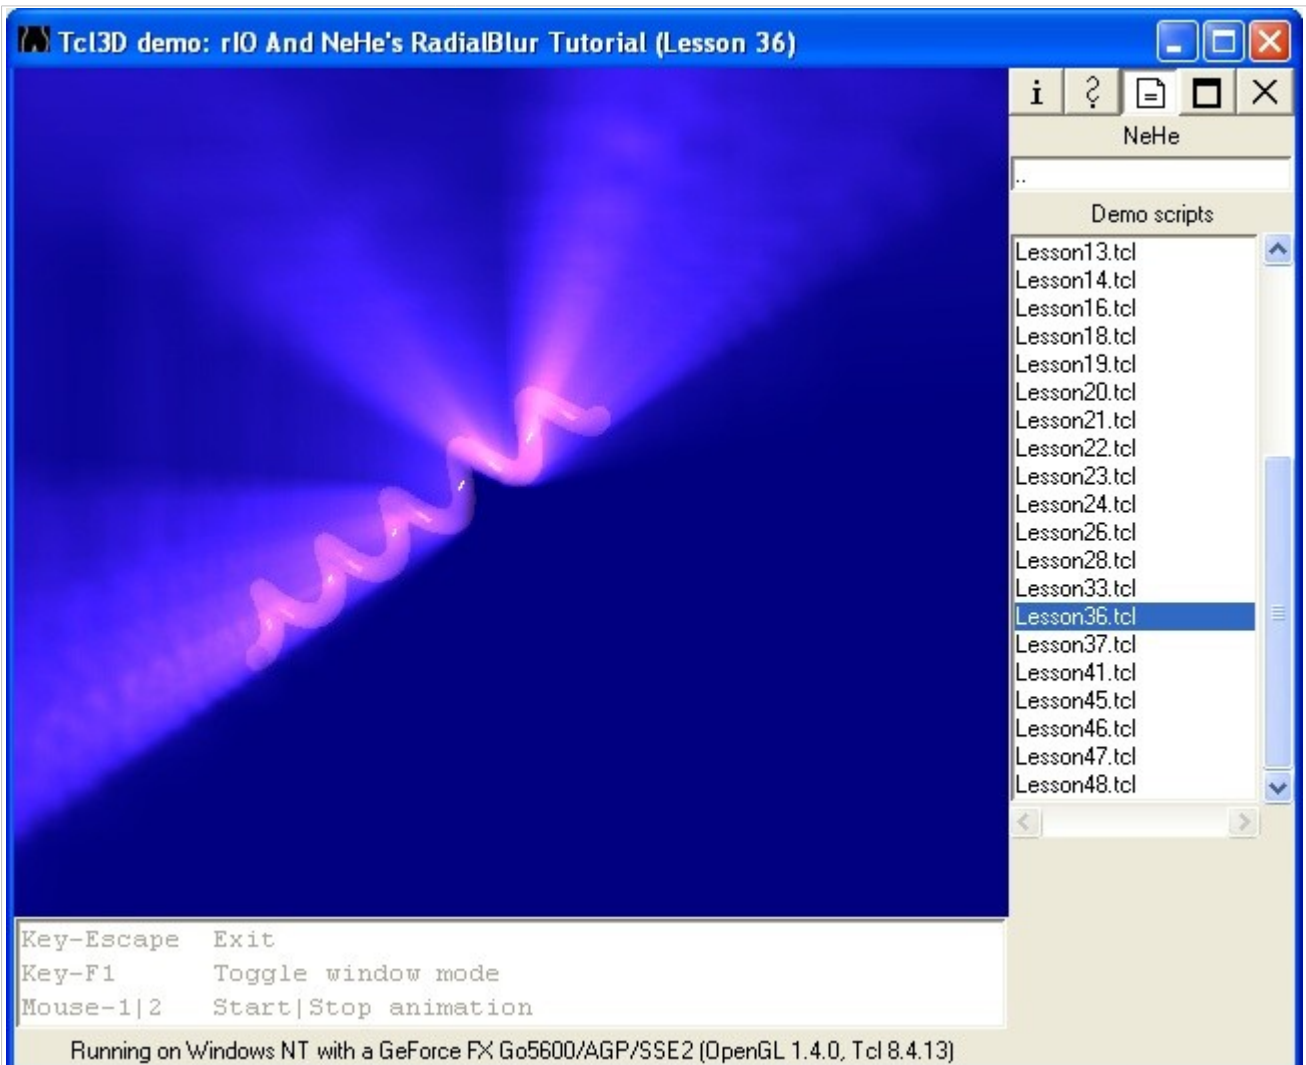 Tcl3D demo: rIO And NeHe's RadialBlur Tutorial (Lesson 36)
i ?
NeHe
..
Demo scripts
Lesson13.tcl
Lesson14.tcl
Lesson16.tcl
Lesson18.tcl
Lesson19.tcl
Lesson20.tcl
Lesson21.tcl
Lesson22.tcl
Lesson23.tcl
Lesson24.tcl
Lesson26.tcl
Lesson28.tcl
Lesson33.tcl
Lesson36.tcl
Lesson37.tcl
Lesson41.tcl
Lesson45.tcl
Lesson46.tcl
Lesson47.tcl
Lesson48.tcl
Key-Escape Exit
Key-F1 Toggle window mode
Mouse-1|2 Start|Stop animation
Running on Windows NT with a GeForce FX Go5600/AGP/SSE2 (OpenGL 1.4.0, Tcl 8.4.13)